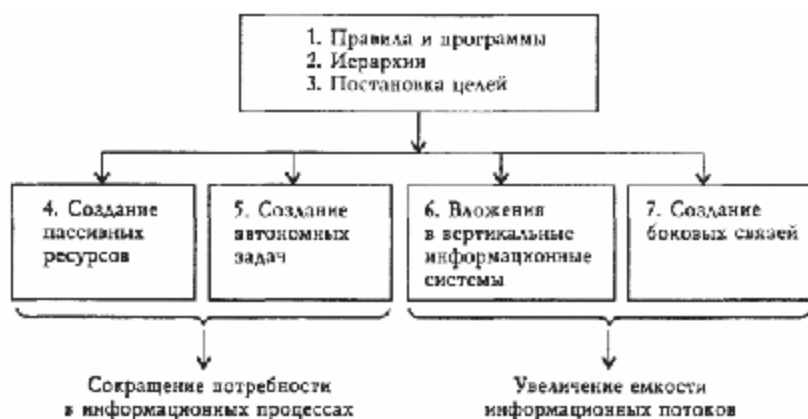 1. Правила и программы
2. Иерархии
3. Постановка целей
4. Создание
пассивных
ресурсов
5. Создание
автономных
задач
6. Вложения
в вертикальные
информационные
системы
7. Создание
боковых связей
Сокращение потребности
в информационных процессах
Увеличение емкости
информационных потоков